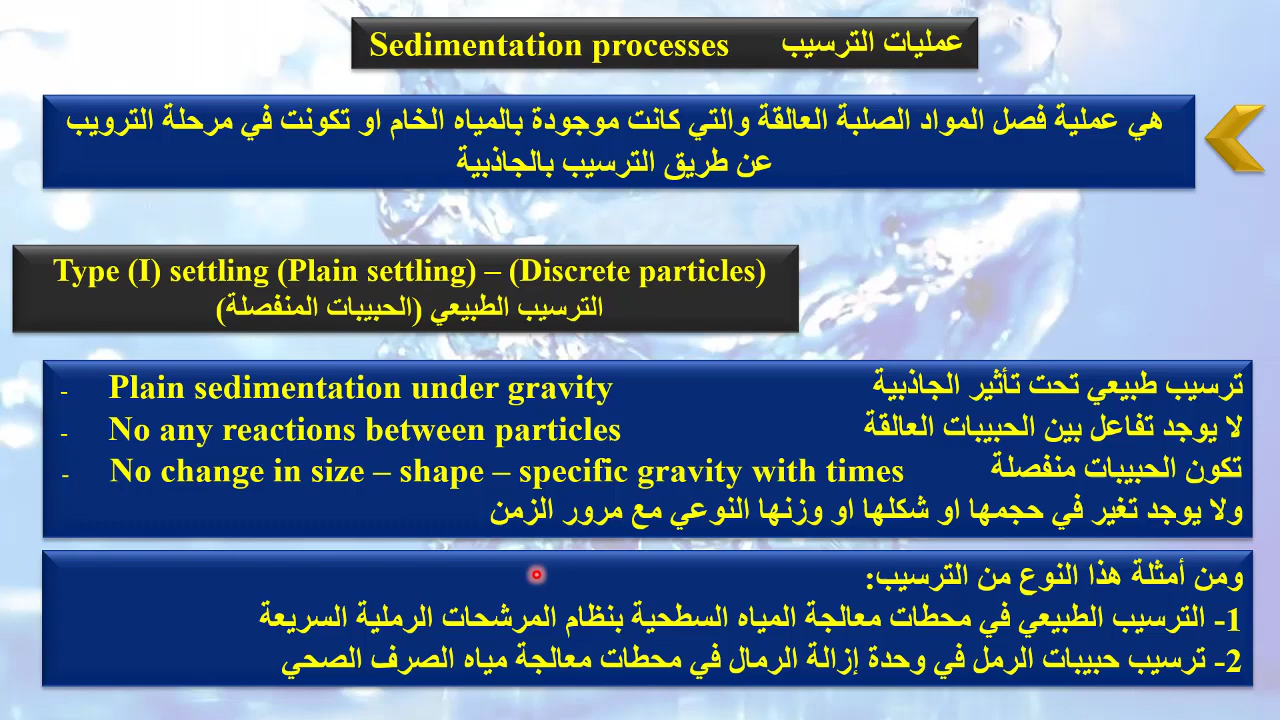 Sedimentation processes عمليات الترسيب
هي عملية فصل المواد الصلبة العالقة والتي كانت موجودة بالمياه الخام او تكونت في مرحلة الترويب
عن طريق الترسيب بالجاذبية
Type (I) settling (Plain settling) – (Discrete particles)
الترسيب الطبيعي (الحبيبات المنفصلة)
- Plain sedimentation under gravity ترسيب طبيعي تحت تأثير الجاذبية
- No any reactions between particles لا يوجد تفاعل بين الحبيبات العالقة
- No change in size – shape – specific gravity with times تكون الحبيبات منفصلة
ولا يوجد تغير في حجمها او شكلها او وزنها النوعي مع مرور الزمن
ومن أمثلة هذا النوع من الترسيب:
1- الترسيب الطبيعي في محطات معالجة المياه السطحية بنظام المرشحات الرملية السريعة
2- ترسيب حبيبات الرمل في وحدة إزالة الرمال في محطات معالجة مياه الصرف الصحي